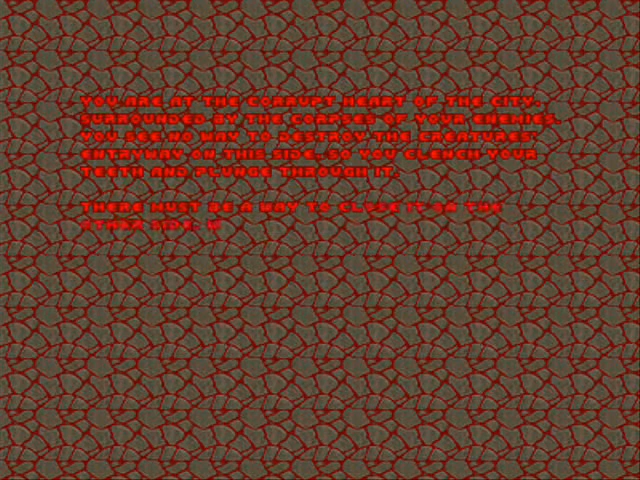 YOU ARE AT THE CORRUPT HEART OF THE CITY,
SURROUNDED BY THE CORPSES OF YOUR ENEMIES.
YOU SEE NO WAY TO DESTROY THE CREATURES'
ENTRYWAY ON THIS SIDE, SO YOU CLENCH YOUR
TEETH AND PLUNGE THROUGH IT.
THERE MUST BE A WAY TO CLOSE IT ON THE
OTHER SIDE. W